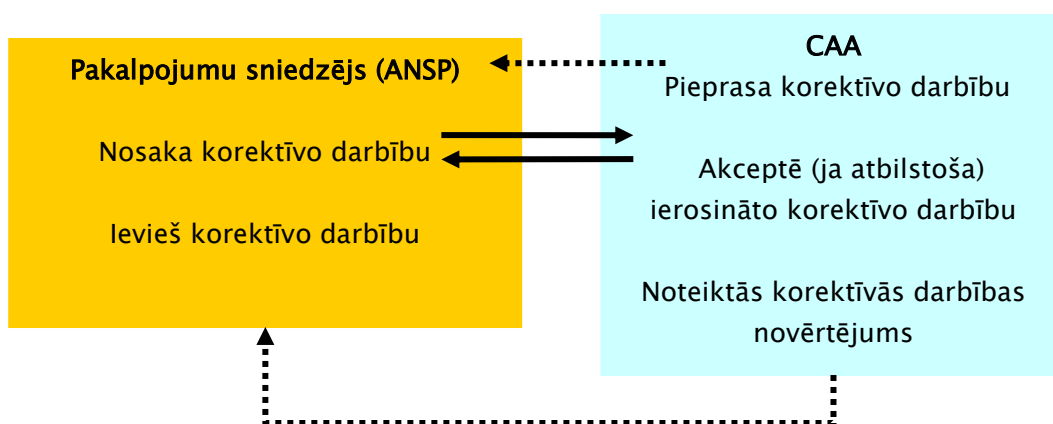 Pakalpojumu sniedzējs (ANSP)
Nosaka korektīvo darbību
Ievieš korektīvo darbību
CAA
Pieprasa korektīvo darbību
Akceptē (ja atbilstoša)
ierosināto korektīvo darbību
Noteiktās korektīvās darbības
novērtējums